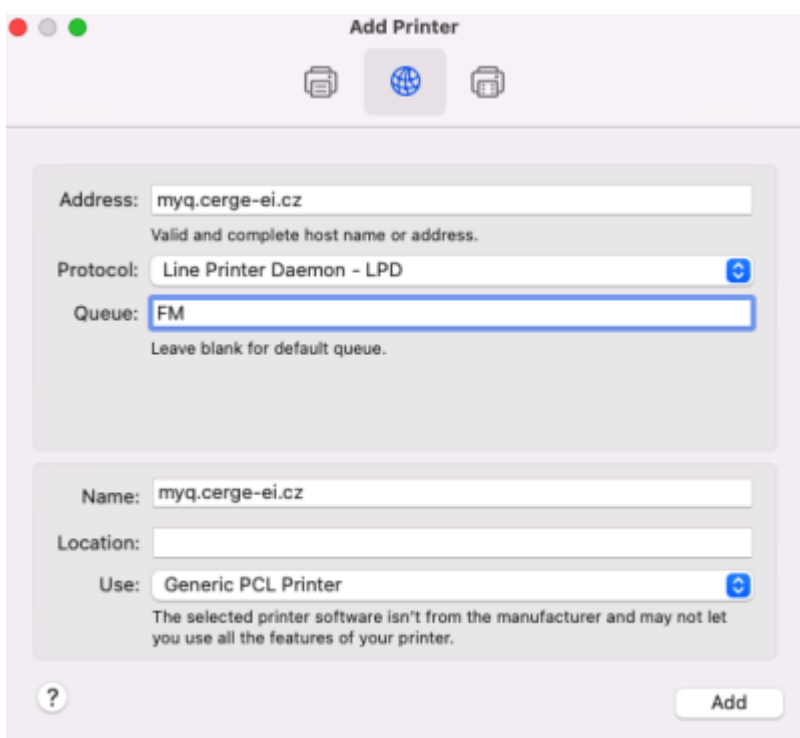 Add Printer
Address: myq.cerge-ei.cz
Valid and complete host name or address.
Protocol: Line Printer Daemon - LPD
Queue: FM
Leave blank for default queue.
Name: myq.cerge-ei.cz
Location:
Use: Generic PCL Printer
The selected printer software isn't from the manufacturer and may not let
you use all the features of your printer.
? Add